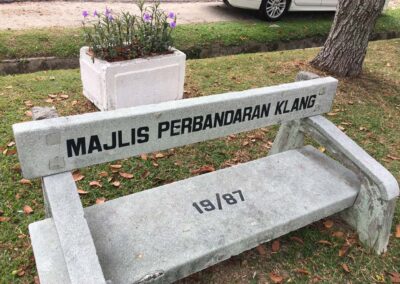 MAJLIS PERBANDARAN KLANG
19/87